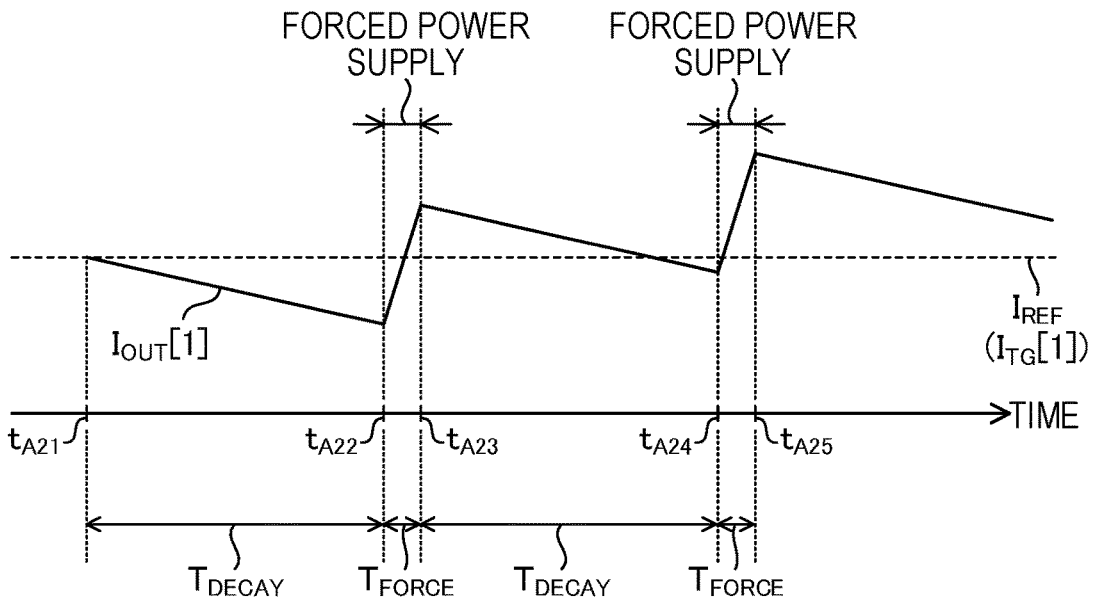 FORCED POWER
SUPPLY
FORCED POWER
SUPPLY
I_OUT[1]
I_REF
(I_TG[1])
TIME
t_A21
t_A22
t_A23
t_A24
t_A25
T_DECAY
T_FORCE
T_DECAY
T_FORCE